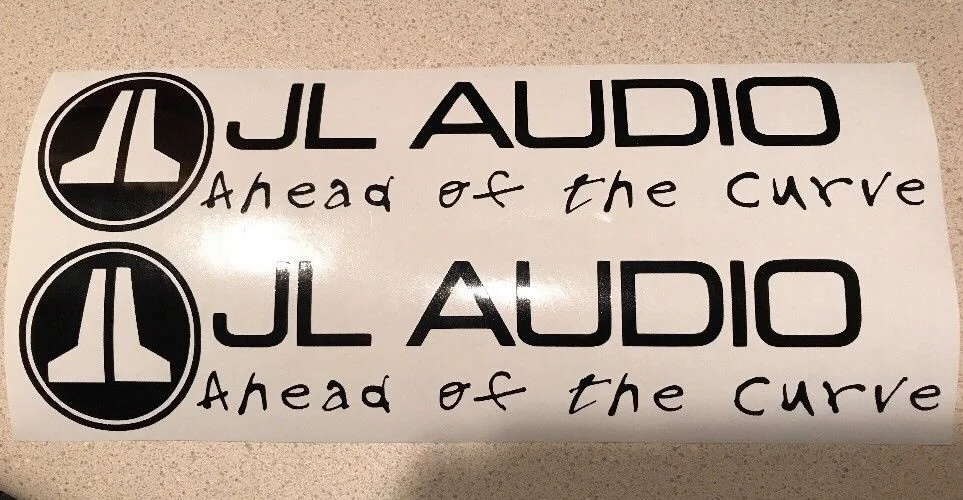 JL AUDIO
Ahead of the Curve
JL AUDIO
Ahead of the Curve